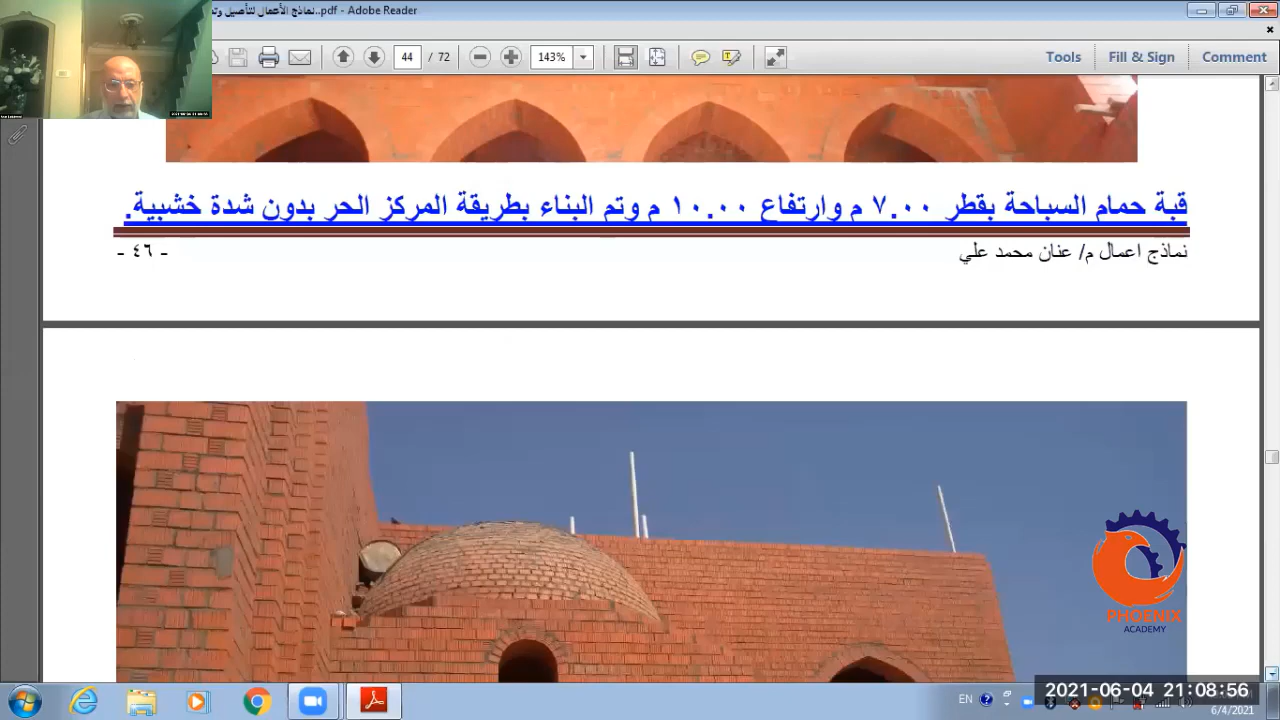 نماذج الأعمال لتأصيل وتم..pdf - Adobe Reader
44 / 72
143%
Tools
Fill & Sign
Comment
قبة حمام السباحة بقطر ٧.٠٠ م وارتفاع ١٠.٠٠ م وتم البناء بطريقة المركز الحر بدون شدة خشبية.
نماذج اعمال م/ عنان محمد علي
- ٤٦ -
PHOENIX
ACADEMY
EN
2021-06-04 21:08:56
6/4/2021